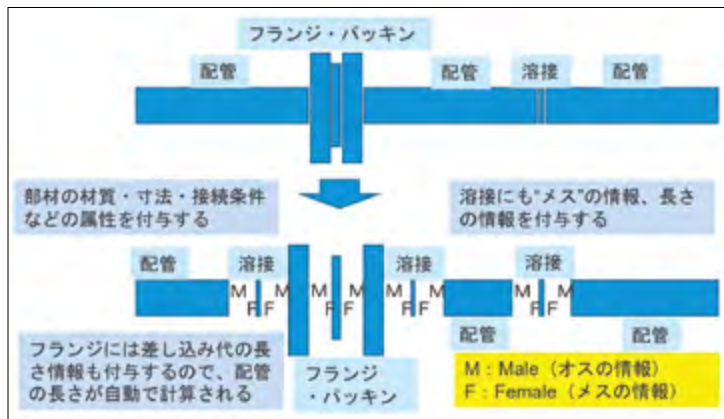 フランジ・パッキン
配管
配管
溶接
配管
部材の材質・寸法・接続条件
などの属性を付与する
溶接にも“メス”の情報、長さ
の情報を付与する
配管
溶接
溶接
溶接
M M M M M M M M
F F F F F F F F
配管
配管
フランジには差し込み代の長
さ情報も付与するので、配管
の長さが自動で計算される
フランジ
・パッキン
M：Male（オスの情報）
F：Female（メスの情報）